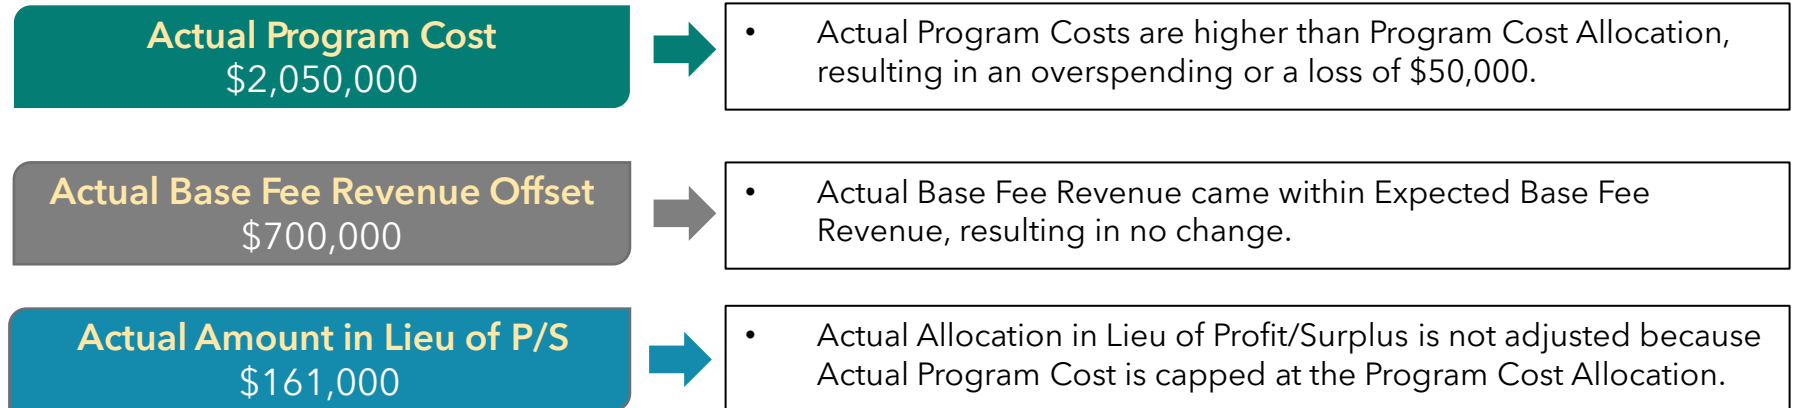 Actual Program Cost
$2,050,000
• Actual Program Costs are higher than Program Cost Allocation,
resulting in an overspending or a loss of $50,000.
Actual Base Fee Revenue Offset
$700,000
• Actual Base Fee Revenue came within Expected Base Fee
Revenue, resulting in no change.
Actual Amount in Lieu of P/S
$161,000
• Actual Allocation in Lieu of Profit/Surplus is not adjusted because
Actual Program Cost is capped at the Program Cost Allocation.